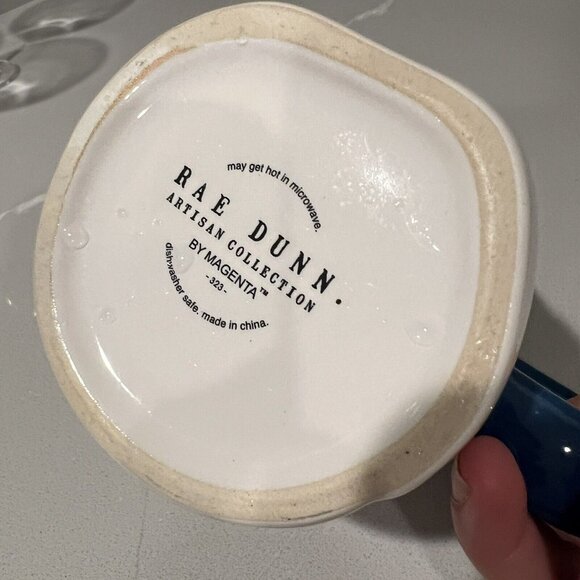 may get hot in microwave.
RAE DUNN.
ARTISAN COLLECTION
BY MAGENTA™
-323-
dishwasher safe. made in china.